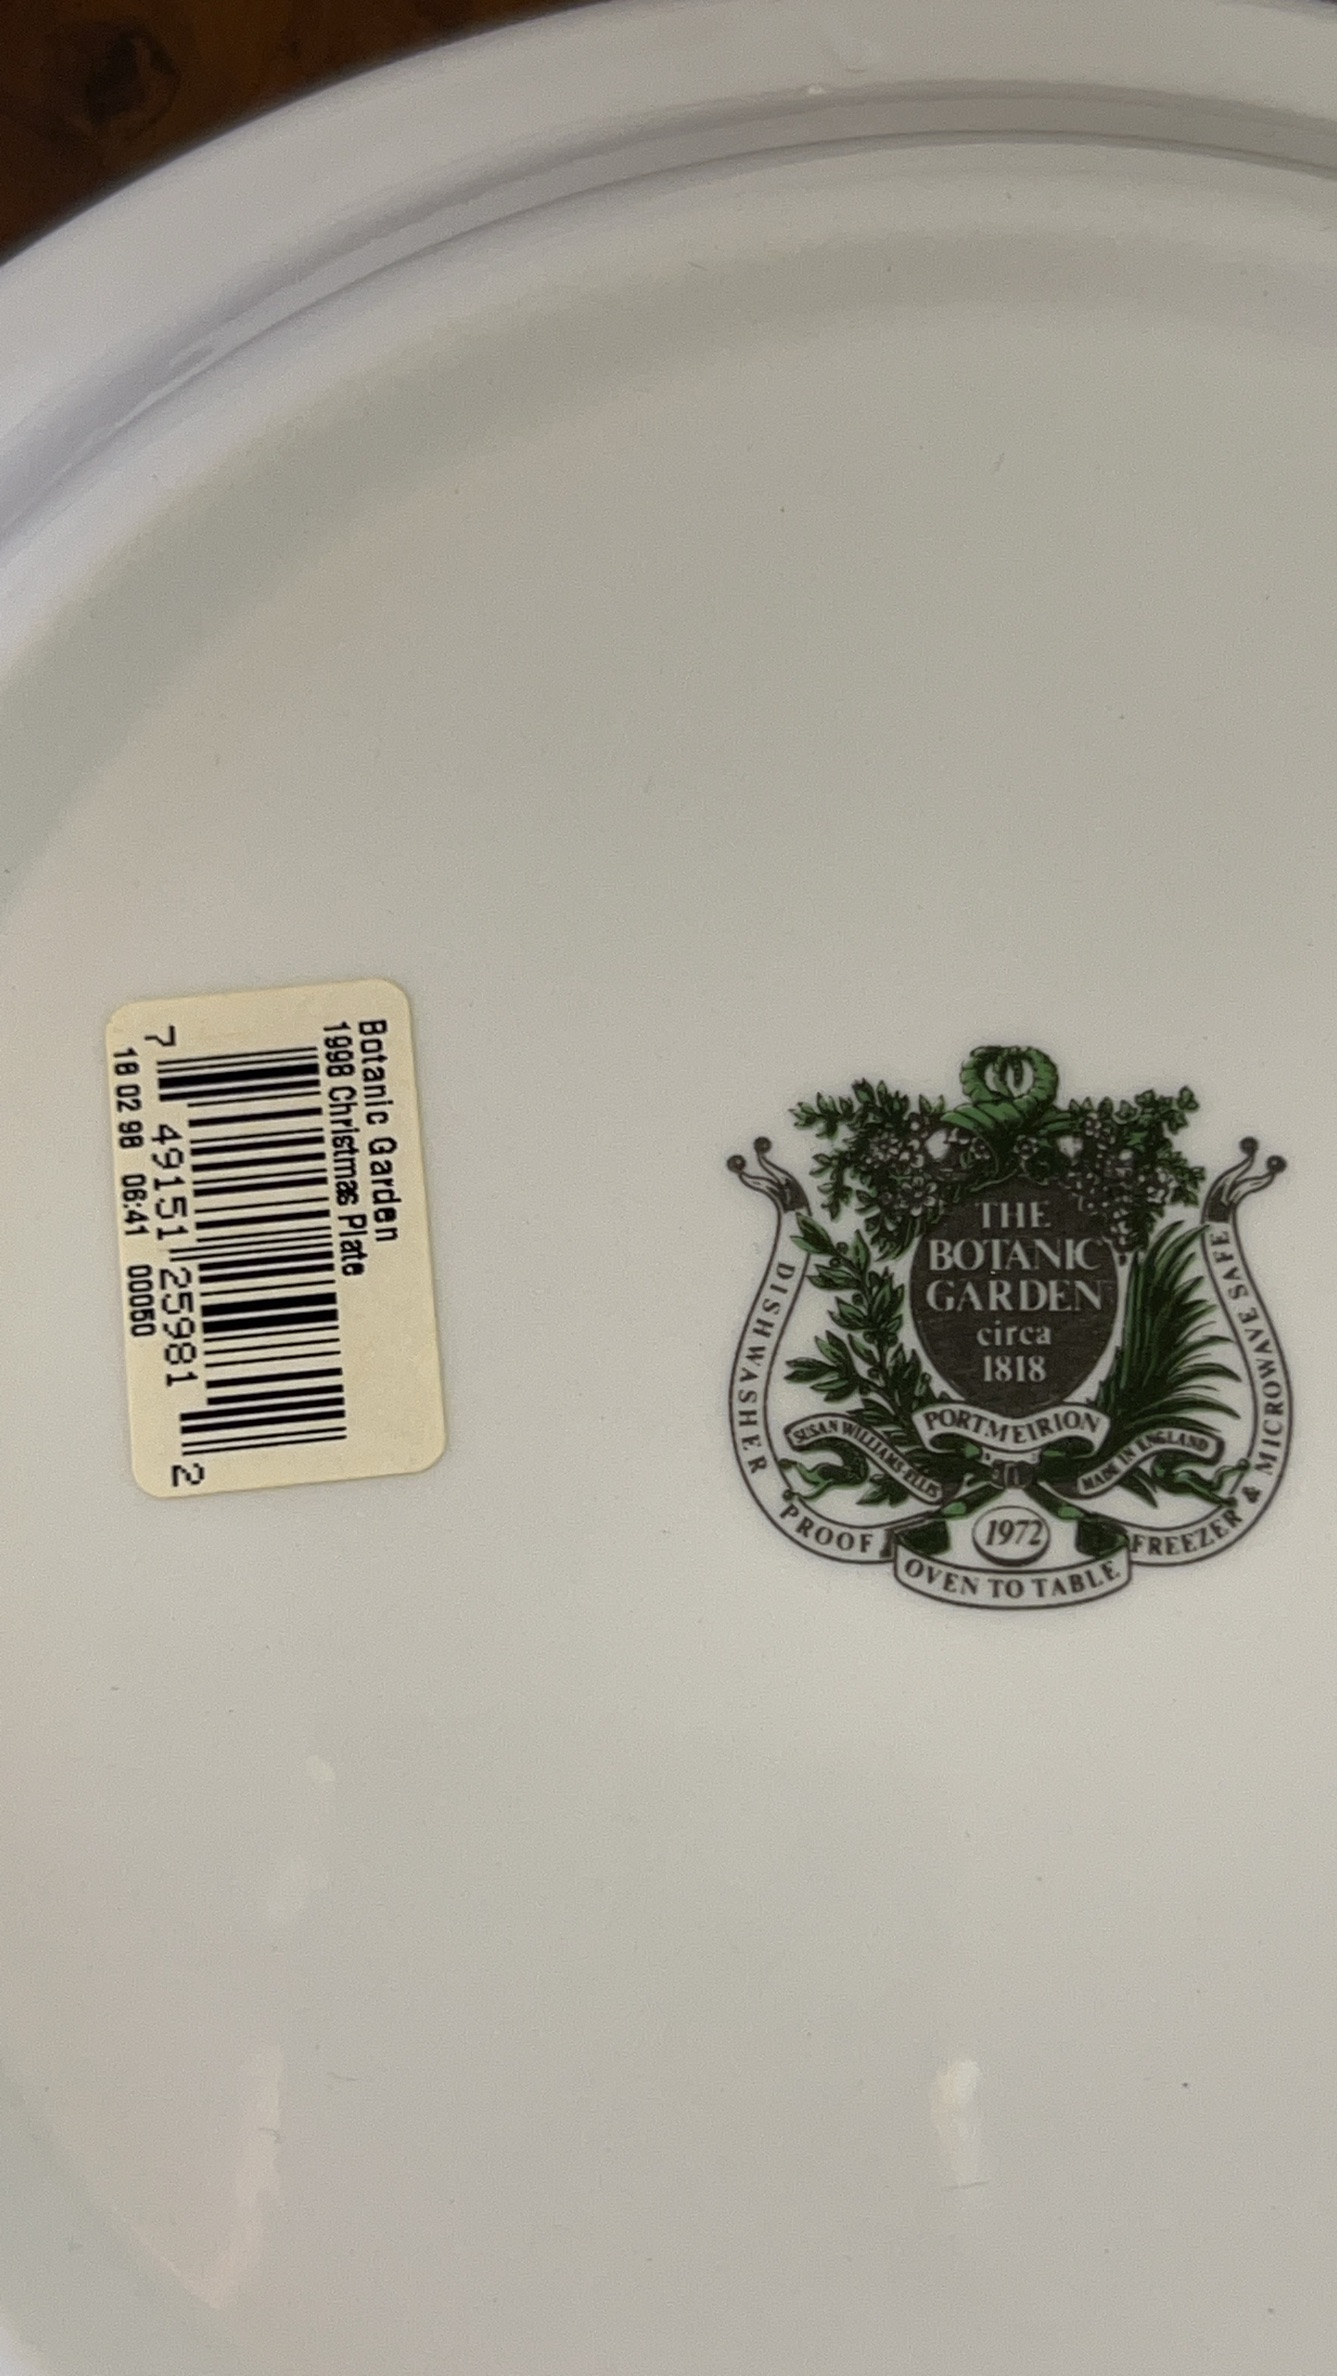 Botanic Garden
1998 Christmas Plate
7 49151 25981 2
18 02 98 06:41 00050
THE
BOTANIC
GARDEN
circa
1818
PORTMEIRION
SUSAN WILLIAMS-ELLIS
MADE IN ENGLAND
1972
DISHWASHER PROOF
OVEN TO TABLE
FREEZER & MICROWAVE SAFE